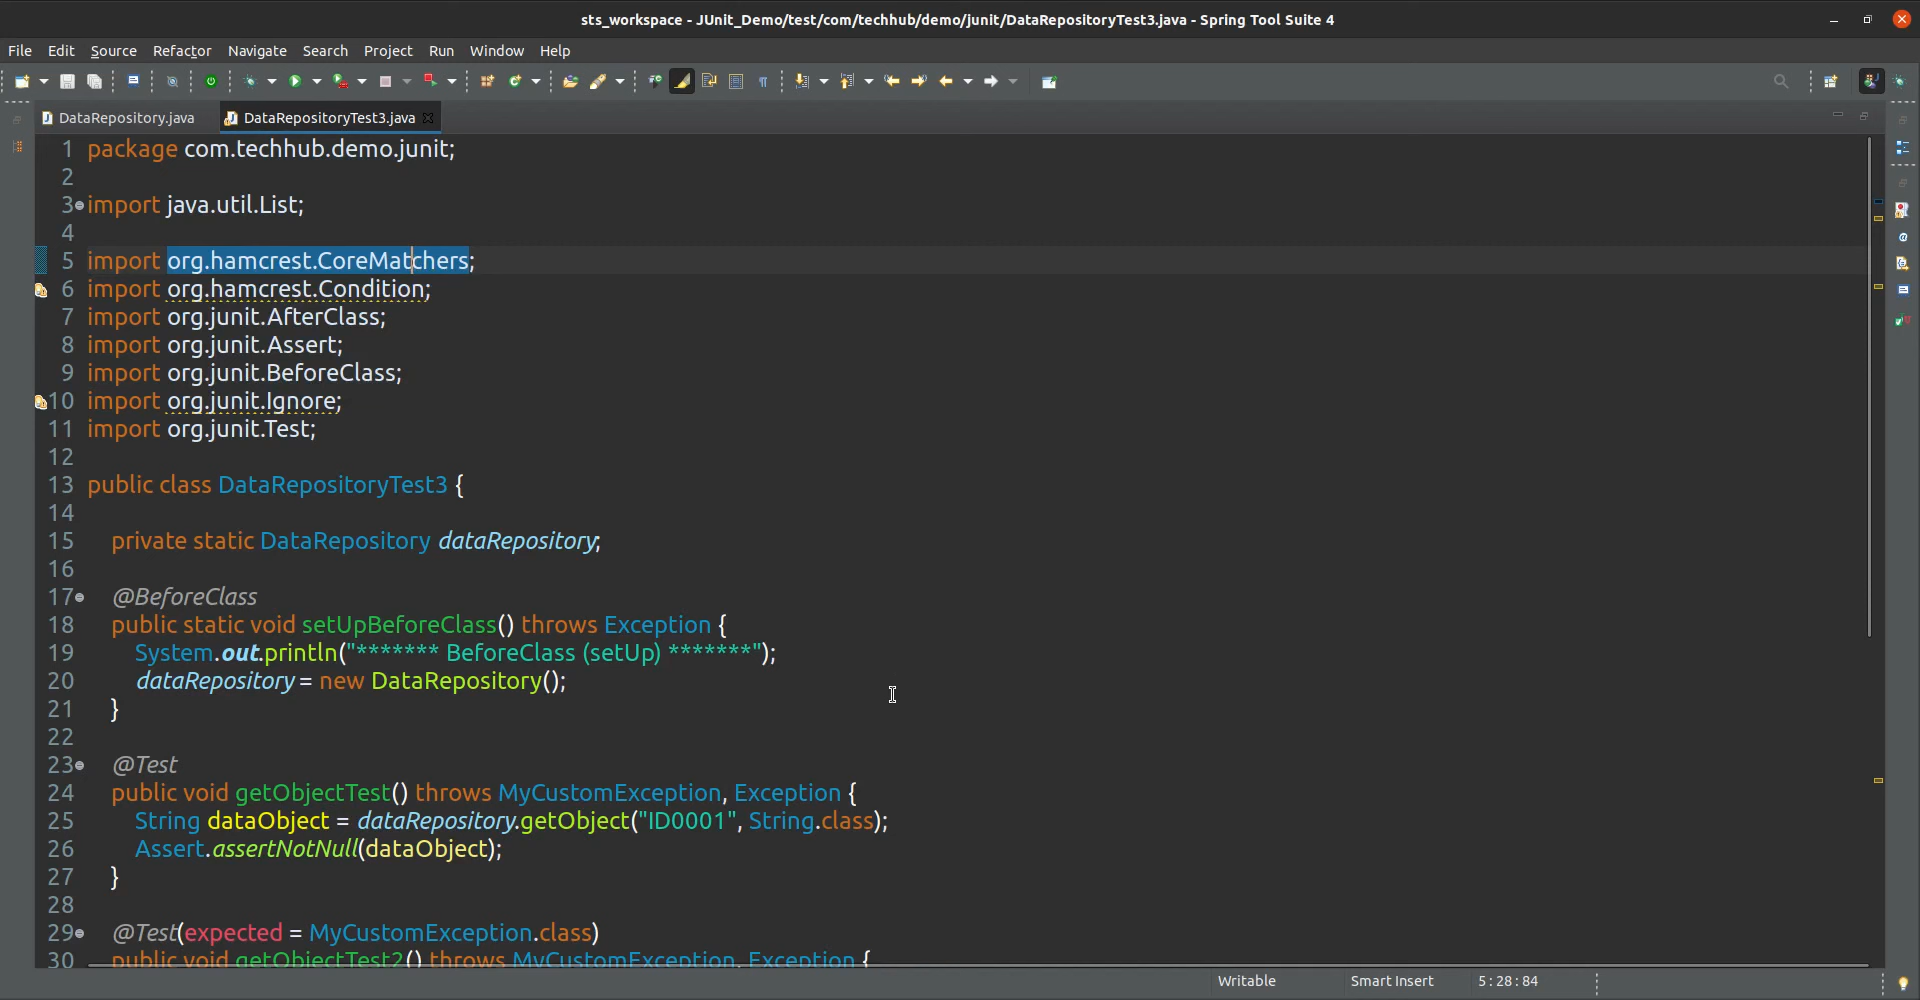 sts_workspace - JUnit_Demo/test/com/techhub/demo/junit/DataRepositoryTest3.java - Spring Tool Suite 4
File Edit Source Refactor Navigate Search Project Run Window Help
DataRepository.java DataRepositoryTest3.java
1 package com.techhub.demo.junit;
2
3 import java.util.List;
4
5 import org.hamcrest.CoreMatchers;
6 import org.hamcrest.Condition;
7 import org.junit.AfterClass;
8 import org.junit.Assert;
9 import org.junit.BeforeClass;
10 import org.junit.Ignore;
11 import org.junit.Test;
12
13 public class DataRepositoryTest3 {
14
15 private static DataRepository dataRepository;
16
17 @BeforeClass
18 public static void setUpBeforeClass() throws Exception {
19 System.out.println("******* BeforeClass (setUp) *******");
20 dataRepository = new DataRepository();
21 }
22
23 @Test
24 public void getObjectTest() throws MyCustomException, Exception {
25 String dataObject = dataRepository.getObject("ID0001", String.class);
26 Assert.assertNotNull(dataObject);
27 }
28
29 @Test(expected = MyCustomException.class)
30 public void getObjectTest2() throws MyCustomException, Exception {
Writable Smart Insert 5:28:84